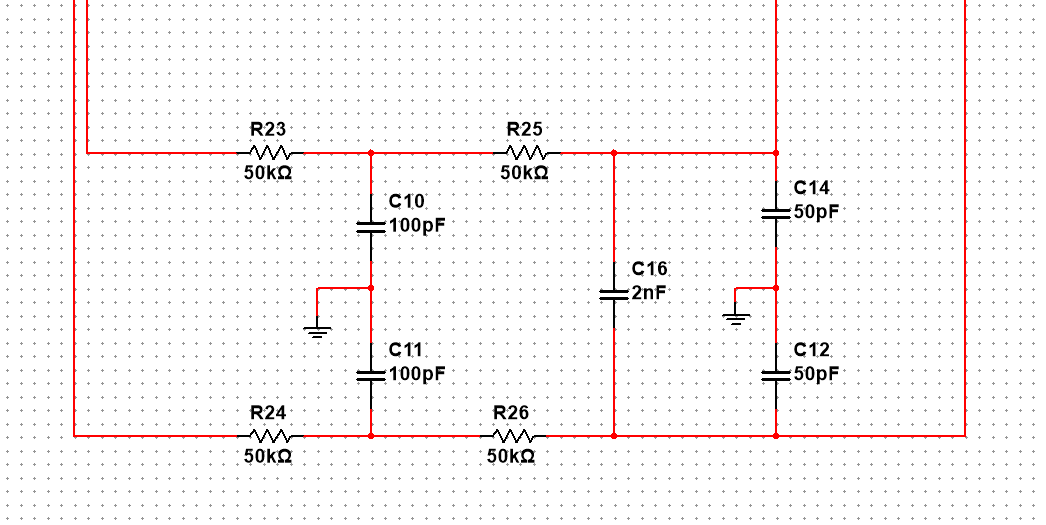 R23
50kΩ
R25
50kΩ
C10
100pF
C14
50pF
C16
2nF
C11
100pF
C12
50pF
R24
50kΩ
R26
50kΩ